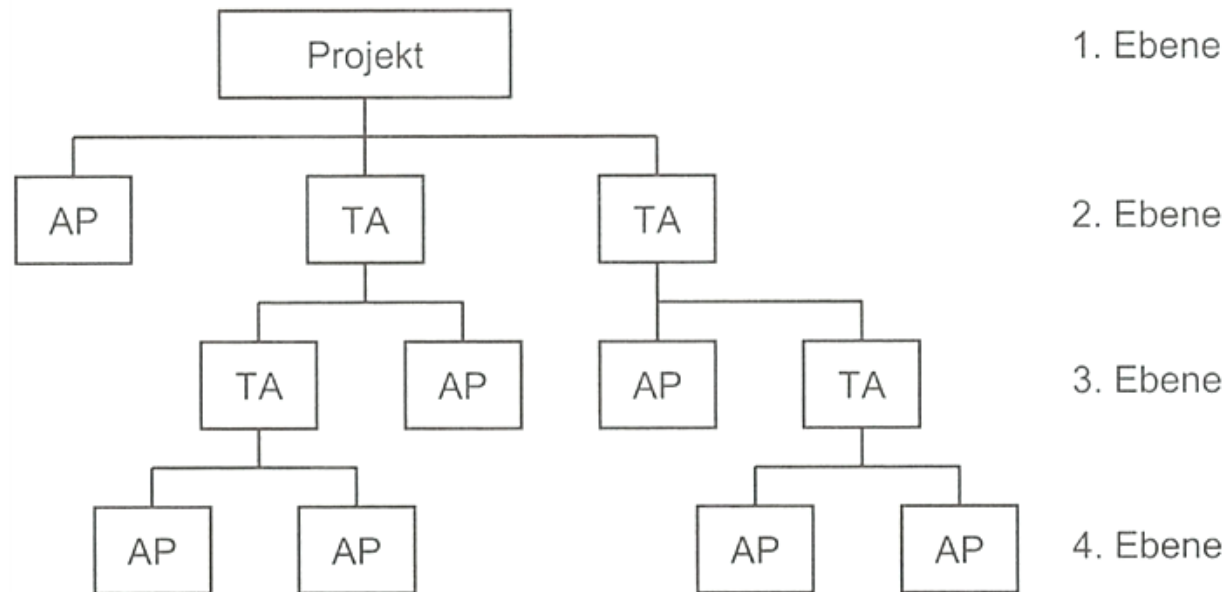 Projekt 1. Ebene
AP TA TA 2. Ebene
TA AP AP TA 3. Ebene
AP AP AP AP 4. Ebene